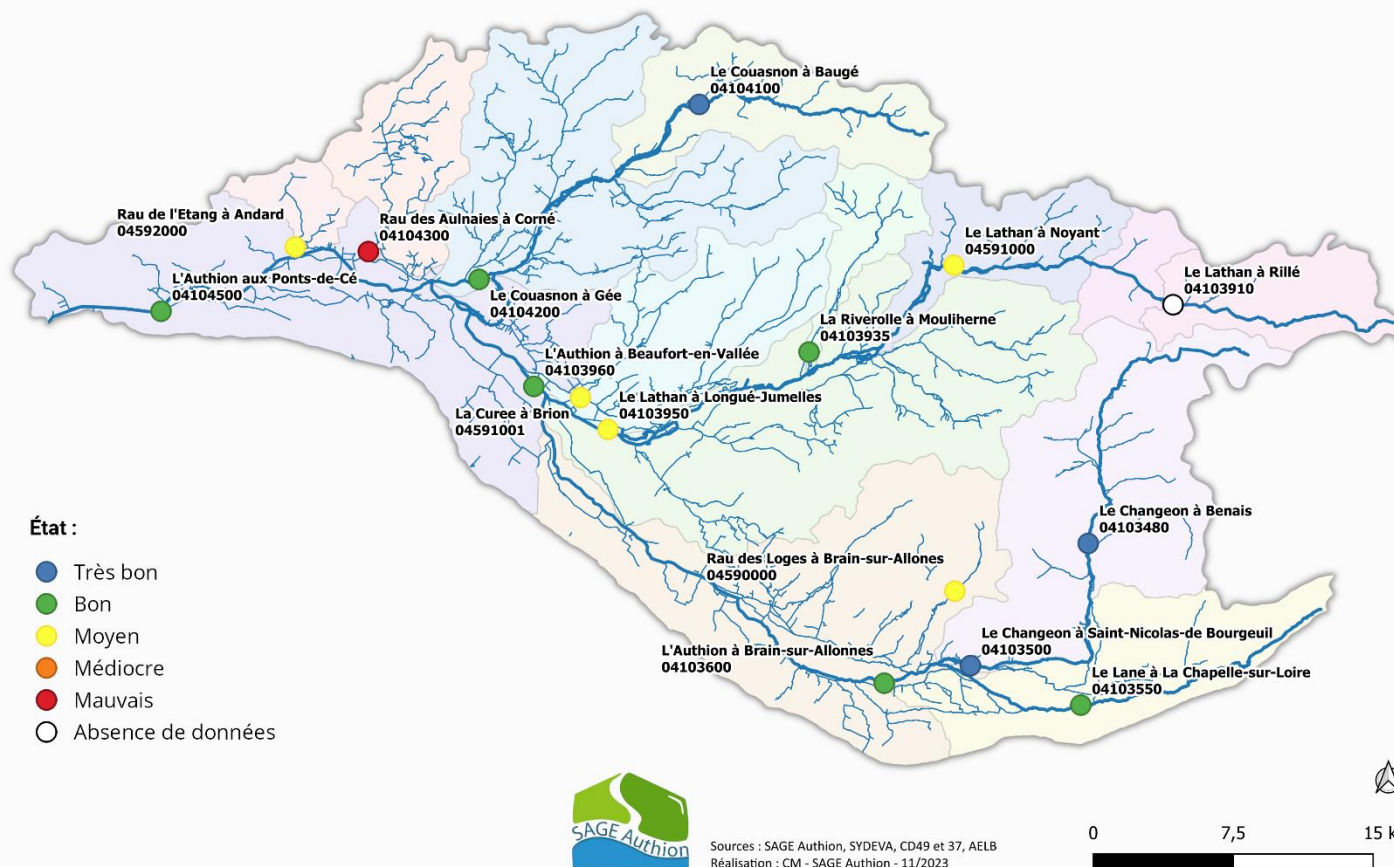 Le Couasnon à Baugé
04104100
Rau de l'Etang à Andard
04592000
Rau des Aulnaies à Corné
04104300
Le Lathan à Noyant
04591000
L'Authion aux Ponts-de-Cé
04104500
Le Lathan à Rillé
04103910
Le Couasnon à Gée
04104200
La Riverolle à Mouliherne
04103935
L'Authion à Beaufort-en-Vallée
04103960
Le Lathan à Longué-Jumelles
04103950
La Curee à Brion
04591001
Le Changeon à Benais
04103480
Rau des Loges à Brain-sur-Allones
04590000
Le Changeon à Saint-Nicolas-de Bourgeuil
04103500
L'Authion à Brain-sur-Allonnes
04103600
Le Lane à La Chapelle-sur-Loire
04103550
État :
Très bon
Bon
Moyen
Médiocre
Mauvais
Absence de données
SAGE Authion
Sources : SAGE Authion, SYDEVA, CD49 et 37, AELB
Réalisation : CM - SAGE Authion - 11/2023
0 7,5 15 k